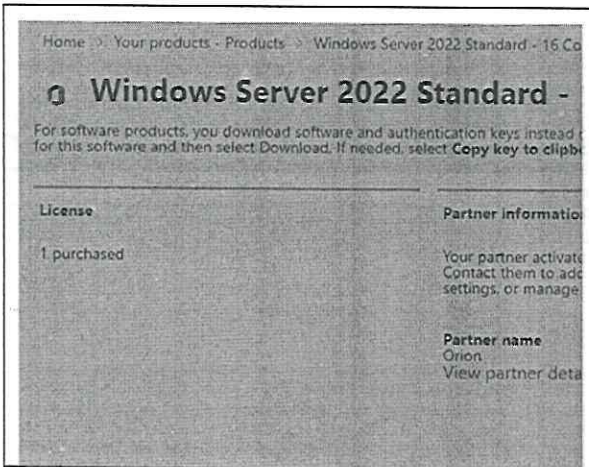 Home > Your products - Products > Windows Server 2022 Standard - 16 Co
Windows Server 2022 Standard -
For software products, you download software and authentication keys instead
for this software and then select Download. If needed, select Copy key to clipb
License
1 purchased
Partner informatio
Your partner activat
Contact them to add
settings, or manage
Partner name
Orion
View partner deta